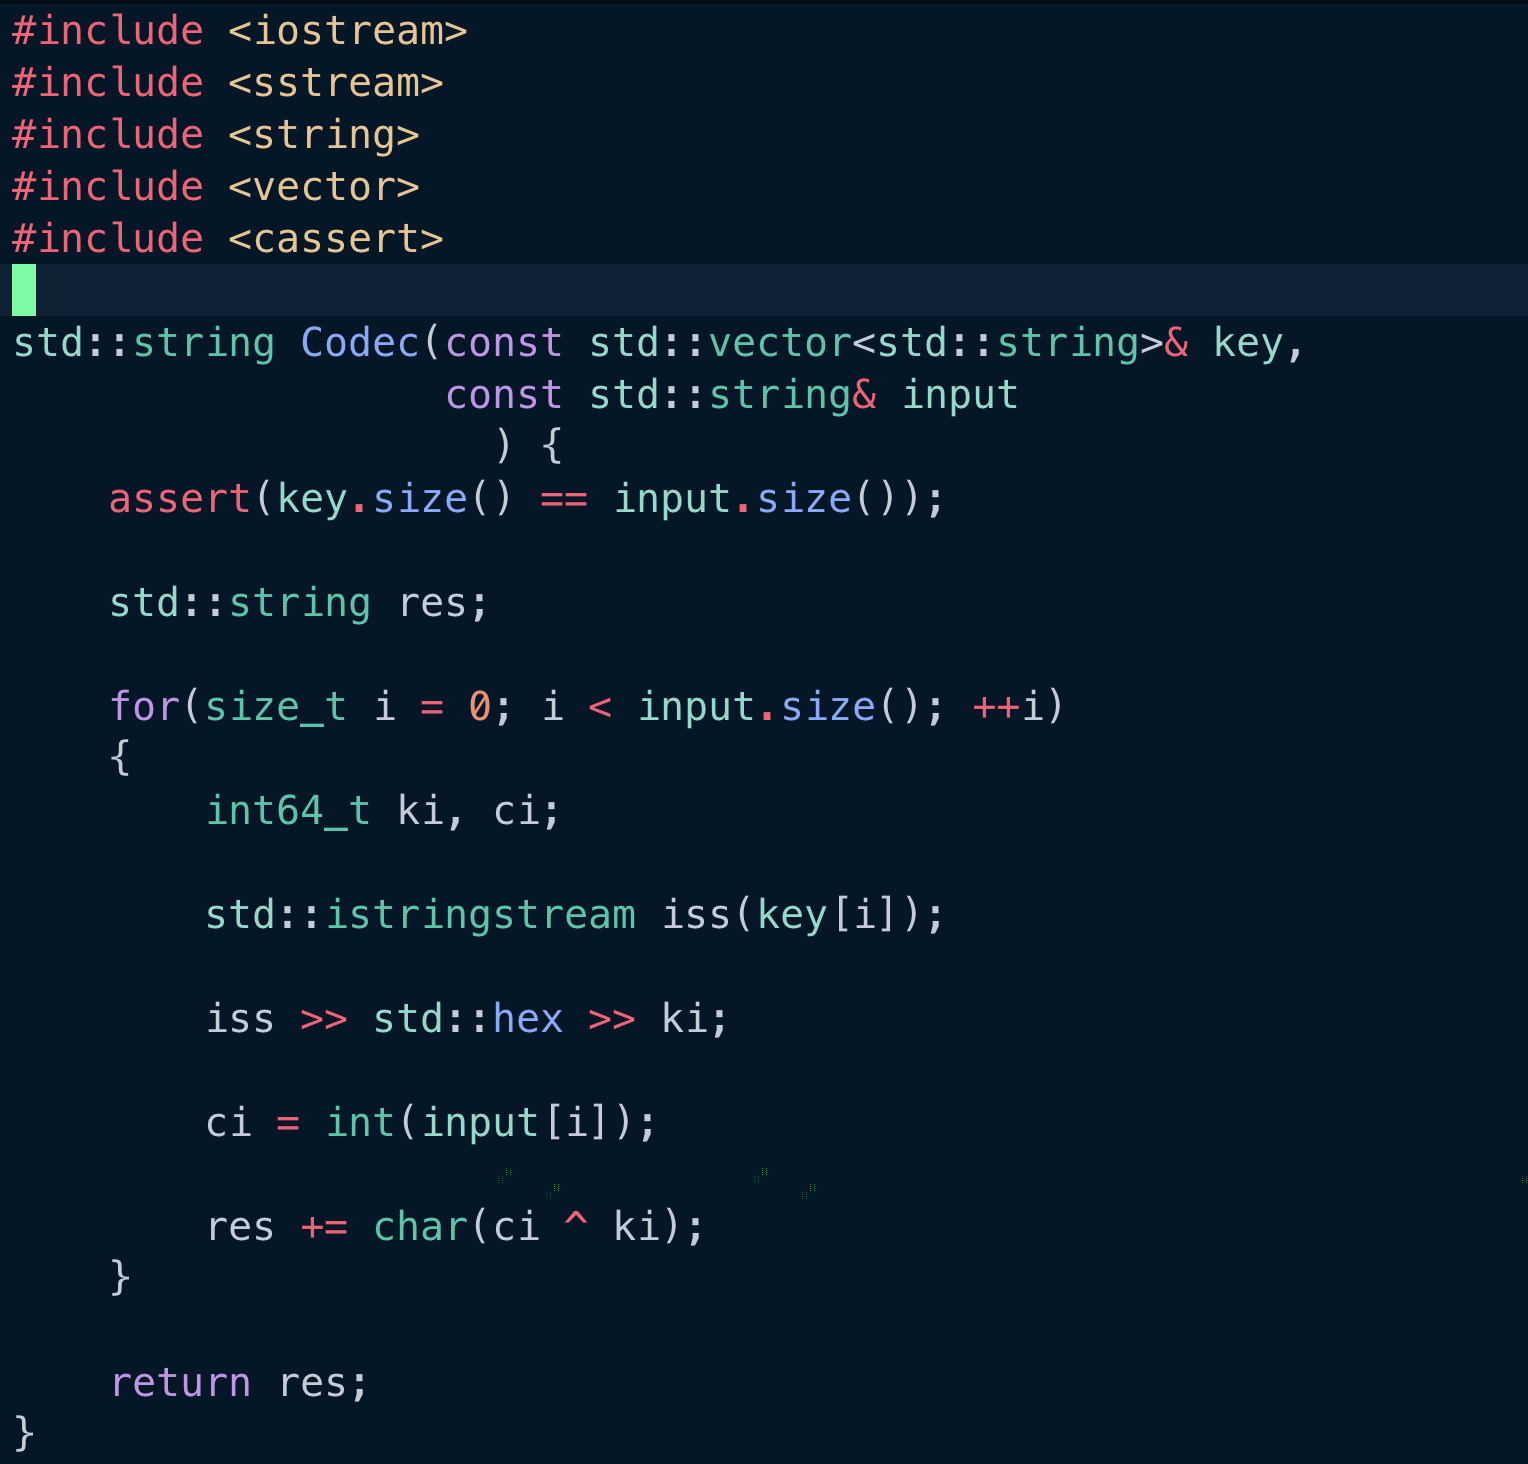 #include <iostream>
#include <sstream>
#include <string>
#include <vector>
#include <cassert>
std::string Codec(const std::vector<std::string>& key,
const std::string& input
) {
assert(key.size() == input.size());
std::string res;
for(size_t i = 0; i < input.size(); ++i)
{
int64_t ki, ci;
std::istringstream iss(key[i]);
iss >> std::hex >> ki;
ci = int(input[i]);
res += char(ci ^ ki);
}
return res;
}